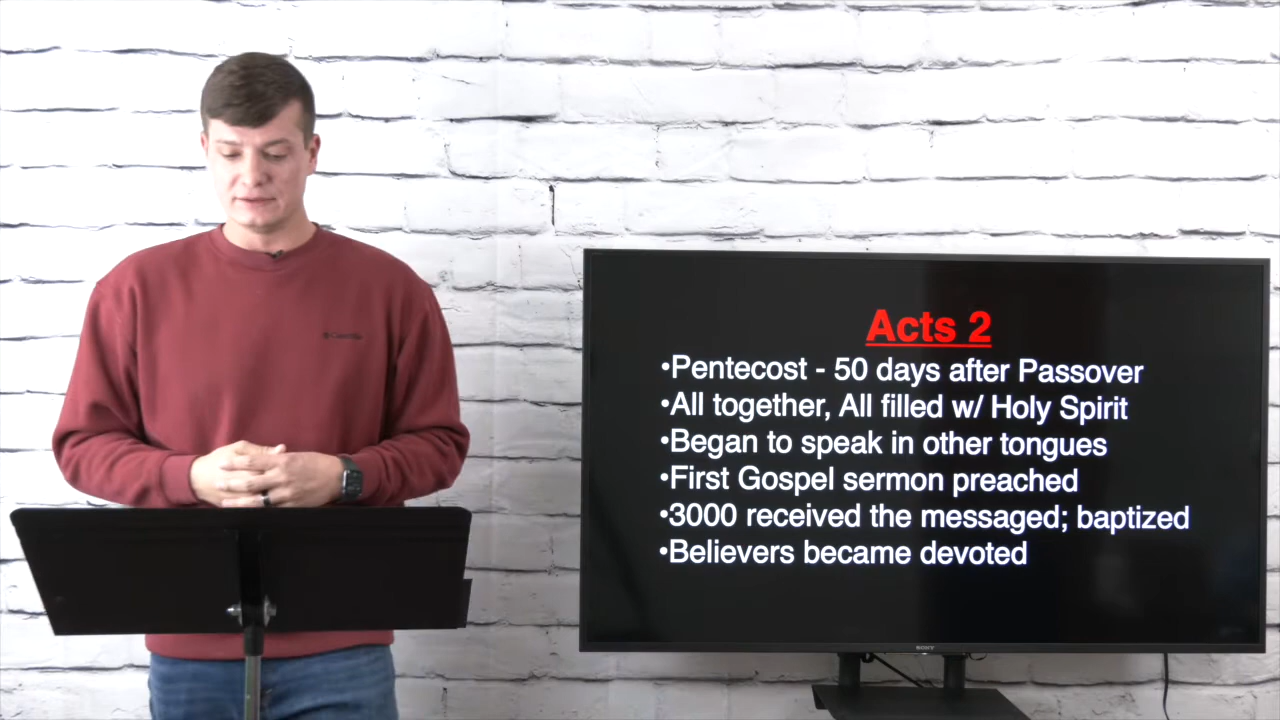 Acts 2
•Pentecost - 50 days after Passover
•All together, All filled w/ Holy Spirit
•Began to speak in other tongues
•First Gospel sermon preached
•3000 received the messaged; baptized
•Believers became devoted
SONY